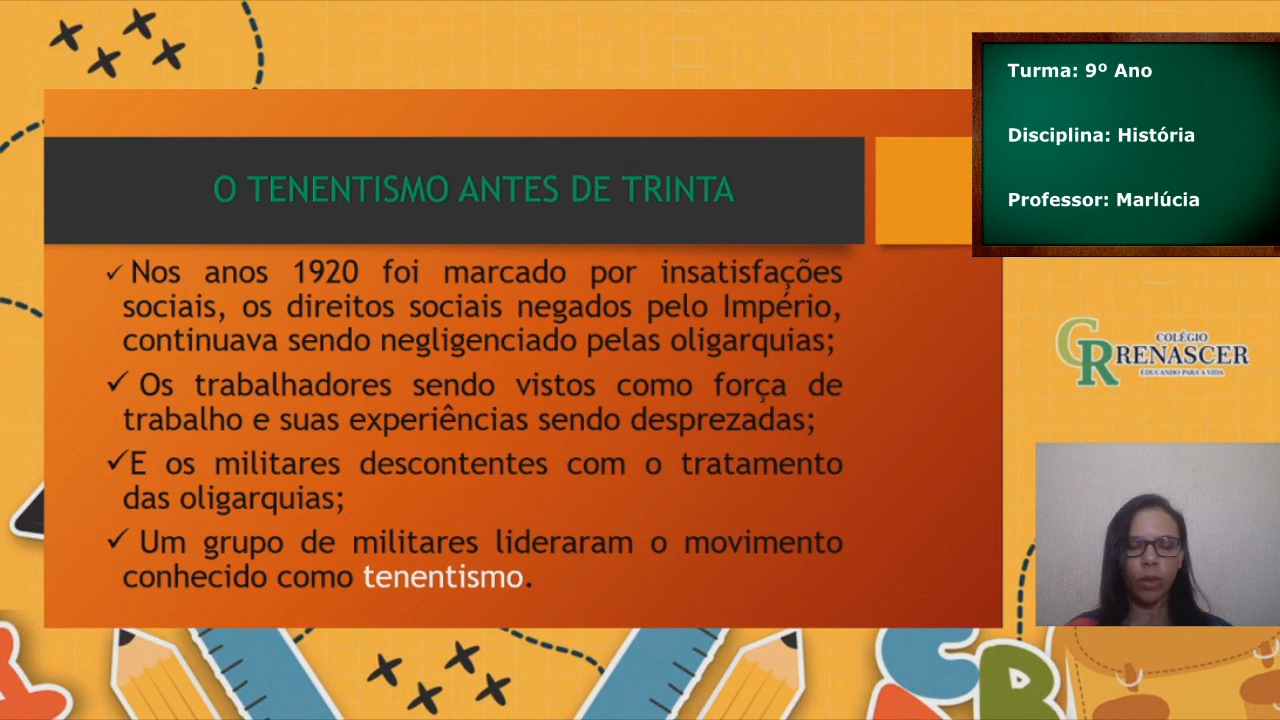 O TENENTISMO ANTES DE TRINTA
✓ Nos anos 1920 foi marcado por insatisfações
sociais, os direitos sociais negados pelo Império,
continuava sendo negligenciado pelas oligarquias;
✓ Os trabalhadores sendo vistos como força de
trabalho e suas experiências sendo desprezadas;
✓E os militares descontentes com o tratamento
das oligarquias;
✓ Um grupo de militares lideraram o movimento
conhecido como tenentismo.
Turma: 9º Ano
Disciplina: História
Professor: Marlúcia
CR
COLÉGIO
RENASCER
EDUCANDO PARA A VIDA